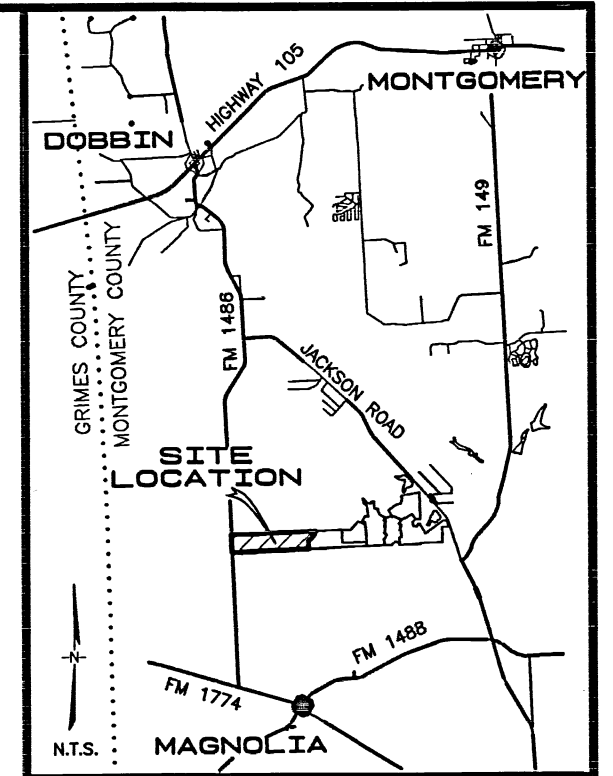 MONTGOMERY
HIGHWAY 105
DOBBIN
FM 149
GRIMES COUNTY
MONTGOMERY COUNTY
FM 1486
JACKSON ROAD
SITE
LOCATION
FM 1488
FM 1774
N
N.T.S.
MAGNOLIA